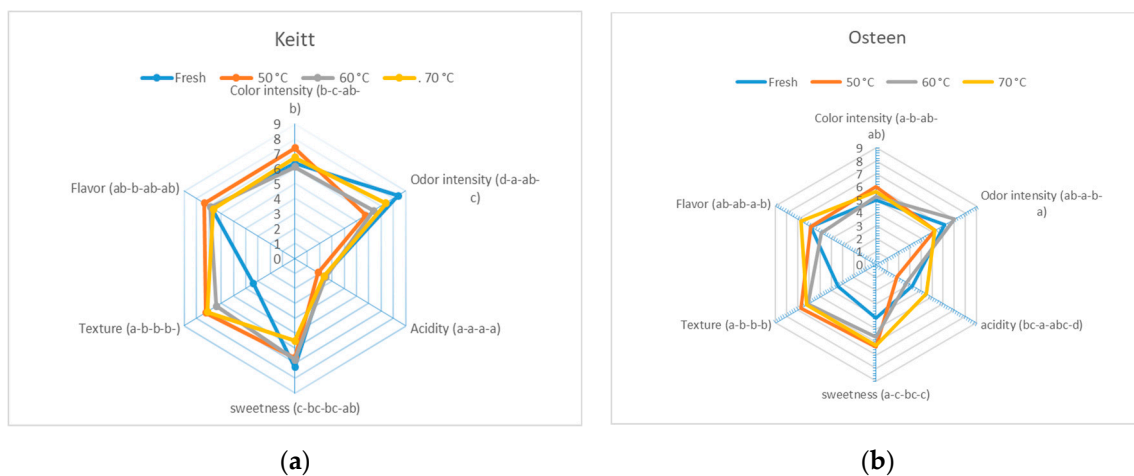 Keitt
Fresh 50°C 60°C . 70°C
Color intensity (b-c-ab-
b)
9
8
7
6
5
4
3
2
1
0
Odor intensity (d-a-ab-
c)
Acidity (a-a-a-a)
sweetness (c-bc-bc-ab)
Texture (a-b-b-b-)
Flavor (ab-b-ab-ab)
(a)
Osteen
Fresh 50°C 60°C 70°C
Color intensity (a-b-ab-
ab)
9
8
7
6
5
4
3
2
1
0
Odor intensity (ab-a-b-
a)
acidity (bc-a-abc-d)
sweetness (a-c-bc-c)
Texture (a-b-b-b)
Flavor (ab-ab-a-b)
(b)